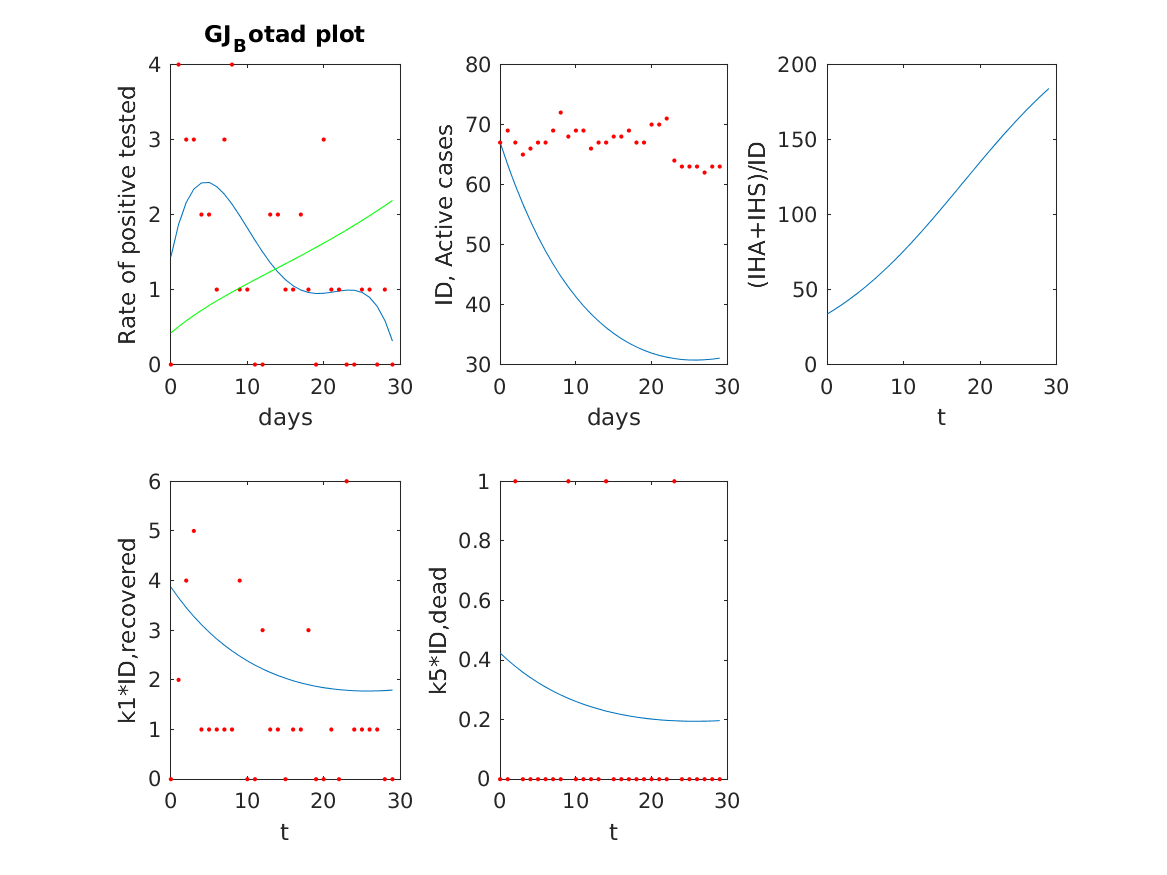 GJ_Botad plot
4
3
2
1
0
Rate of positive tested
0 10 20 30
days
80
70
60
50
40
30
ID, Active cases
0 10 20 30
days
200
150
100
50
0
(IHA+IHS)/ID
0 10 20 30
t
6
5
4
3
2
1
0
k1*ID,recovered
0 10 20 30
t
1
0.8
0.6
0.4
0.2
0
k5*ID,dead
0 10 20 30
t